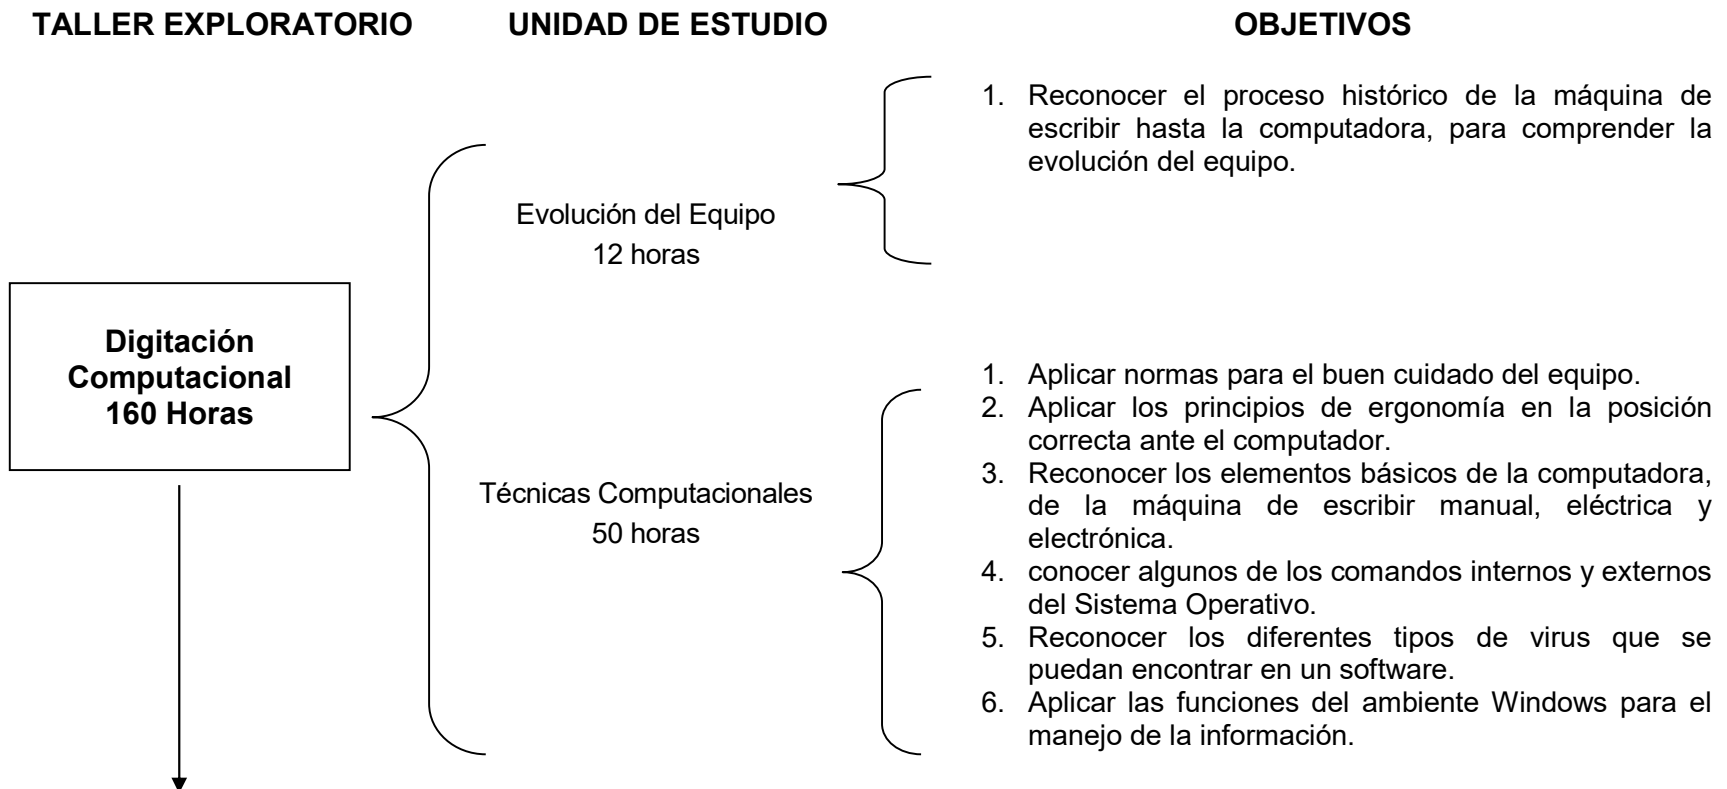 TALLER EXPLORATORIO UNIDAD DE ESTUDIO OBJETIVOS
1. Reconocer el proceso histórico de la máquina de
escribir hasta la computadora, para comprender la
evolución del equipo.
Evolución del Equipo
12 horas
Digitación
Computacional
160 Horas
Técnicas Computacionales
50 horas
1. Aplicar normas para el buen cuidado del equipo.
2. Aplicar los principios de ergonomía en la posición
correcta ante el computador.
3. Reconocer los elementos básicos de la computadora,
de la máquina de escribir manual, eléctrica y
electrónica.
4. conocer algunos de los comandos internos y externos
del Sistema Operativo.
5. Reconocer los diferentes tipos de virus que se
puedan encontrar en un software.
6. Aplicar las funciones del ambiente Windows para el
manejo de la información.